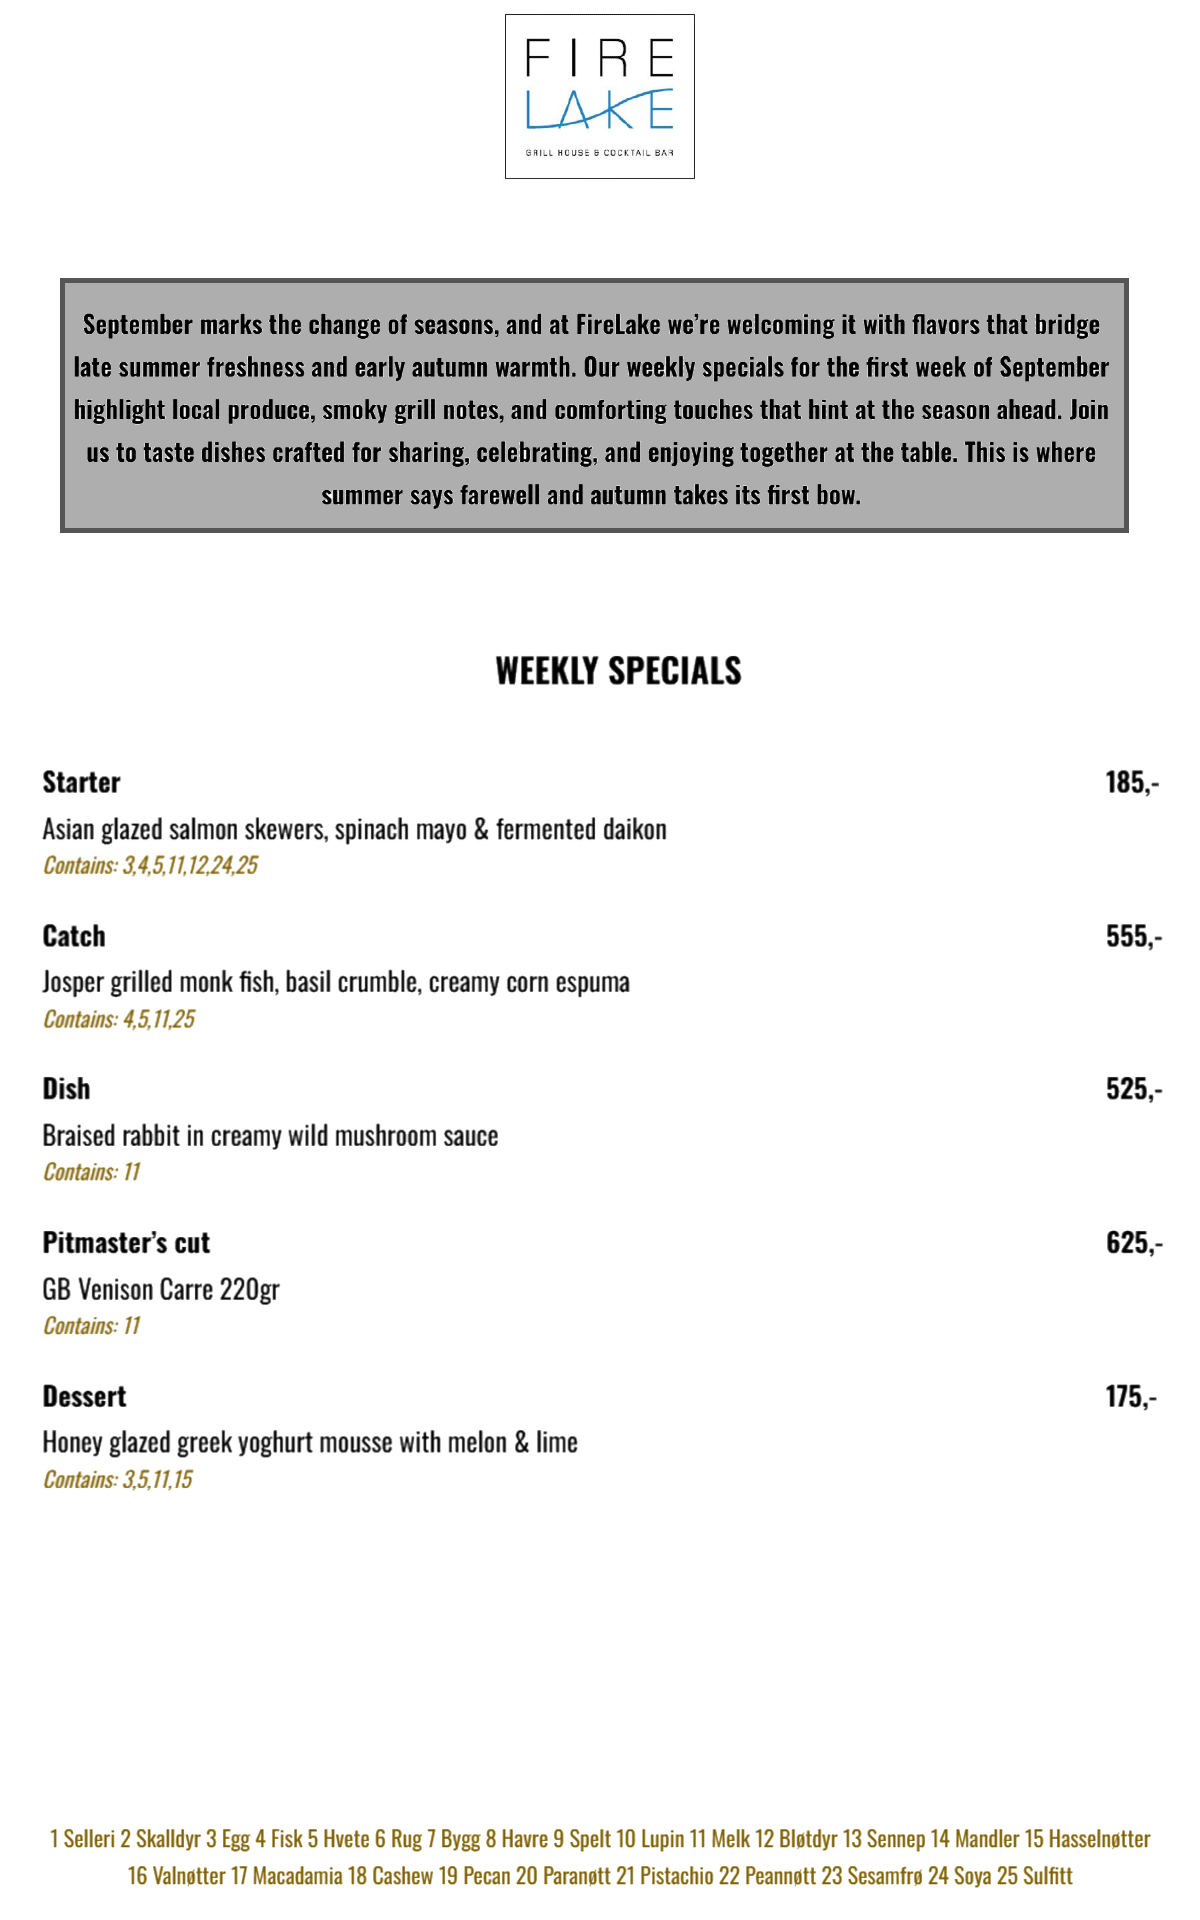 FIRE
LAKE
GRILL HOUSE & COCKTAIL BAR
September marks the change of seasons, and at FireLake we’re welcoming it with flavors that bridge
late summer freshness and early autumn warmth. Our weekly specials for the first week of September
highlight local produce, smoky grill notes, and comforting touches that hint at the season ahead. Join
us to taste dishes crafted for sharing, celebrating, and enjoying together at the table. This is where
summer says farewell and autumn takes its first bow.
WEEKLY SPECIALS
Starter 185,-
Asian glazed salmon skewers, spinach mayo & fermented daikon
Contains: 3,4,5,11,12,24,25
Catch 555,-
Josper grilled monk fish, basil crumble, creamy corn espuma
Contains: 4,5,11,25
Dish 525,-
Braised rabbit in creamy wild mushroom sauce
Contains: 11
Pitmaster’s cut 625,-
GB Venison Carre 220gr
Contains: 11
Dessert 175,-
Honey glazed greek yoghurt mousse with melon & lime
Contains: 3,5,11,15
1 Selleri 2 Skalldyr 3 Egg 4 Fisk 5 Hvete 6 Rug 7 Bygg 8 Havre 9 Spelt 10 Lupin 11 Melk 12 Bløtdyr 13 Sennep 14 Mandler 15 Hasselnøtter
16 Valnøtter 17 Macadamia 18 Cashew 19 Pecan 20 Paranøtt 21 Pistachio 22 Peannøtt 23 Sesamfrø 24 Soya 25 Sulfitt